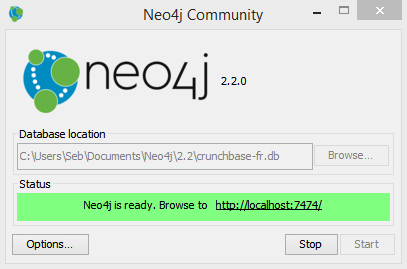 Neo4j Community
neo4j 2.2.0
Database location
C:\Users\Seb\Documents\Neo4j\2.2\crunchbase-fr.db Browse...
Status
Neo4j is ready. Browse to http://localhost:7474/
Options... Stop Start